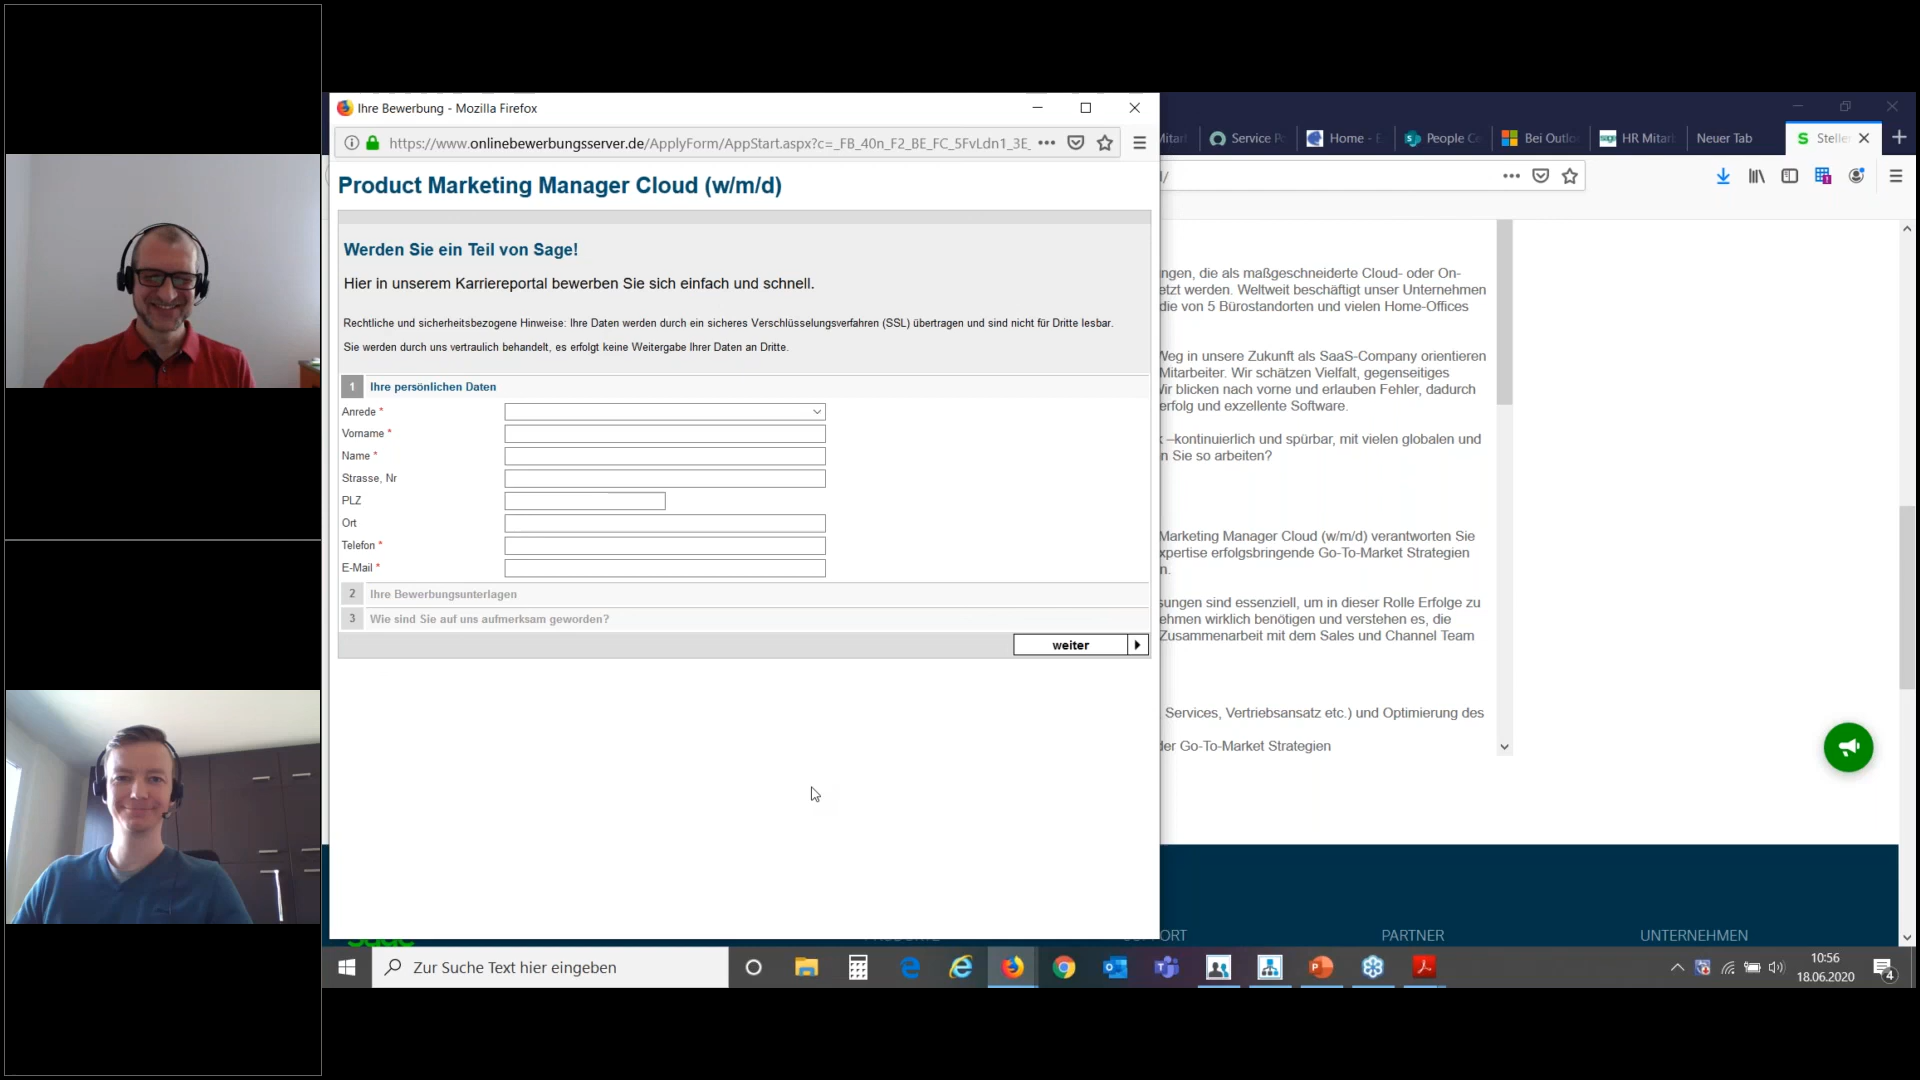 Ihre Bewerbung - Mozilla Firefox
https://www.onlinebewerbungsserver.de/ApplyForm/AppStart.aspx?c=_FB_40n_F2_BE_FC_5FvLdn1_3E_
Product Marketing Manager Cloud (w/m/d)
Werden Sie ein Teil von Sage!
Hier in unserem Karriereportal bewerben Sie sich einfach und schnell.
Rechtliche und sicherheitsbezogene Hinweise: Ihre Daten werden durch ein sicheres Verschlüsselungsverfahren (SSL) übertragen und sind nicht für Dritte lesbar.
Sie werden durch uns vertraulich behandelt, es erfolgt keine Weitergabe Ihrer Daten an Dritte.
1 Ihre persönlichen Daten
Anrede *
Vorname *
Name *
Strasse, Nr
PLZ
Ort
Telefon *
E-Mail *
2 Ihre Bewerbungsunterlagen
3 Wie sind Sie auf uns aufmerksam geworden?
weiter
Service Home - People Bei Outlo HR Mitar Neuer Tab Stelle
ngen, die als maßgeschneiderte Cloud- oder On-
etzt werden. Weltweit beschäftigt unser Unternehmen
die von 5 Bürostandorten und vielen Home-Offices
Weg in unsere Zukunft als SaaS-Company orientieren
Mitarbeiter. Wir schätzen Vielfalt, gegenseitiges
Wir blicken nach vorne und erlauben Fehler, dadurch
erfolg und exzellente Software.
–kontinuierlich und spürbar, mit vielen globalen und
n Sie so arbeiten?
Marketing Manager Cloud (w/m/d) verantworten Sie
xpertise erfolgsbringende Go-To-Market Strategien
n.
sungen sind essenziell, um in dieser Rolle Erfolge zu
ehmen wirklich benötigen und verstehen es, die
Zusammenarbeit mit dem Sales und Channel Team
Services, Vertriebsansatz etc.) und Optimierung des
der Go-To-Market Strategien
ORT PARTNER UNTERNEHMEN
Zur Suche Text hier eingeben
10:56
18.06.2020
4